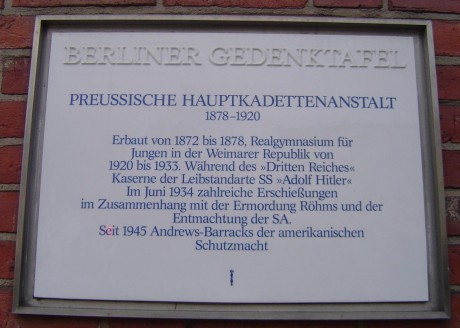 BERLINER GEDENKTAFEL
PREUSSISCHE HAUPTKADETTENANSTALT
1878–1920
Erbaut von 1872 bis 1878, Realgymnasium für
Jungen in der Weimarer Republik von
1920 bis 1933. Während des »Dritten Reiches«
Kaserne der Leibstandarte SS »Adolf Hitler«
Im Juni 1934 zahlreiche Erschießungen
im Zusammenhang mit der Ermordung Röhms und der
Entmachtung der SA.
Seit 1945 Andrews-Barracks der amerikanischen
Schutzmacht